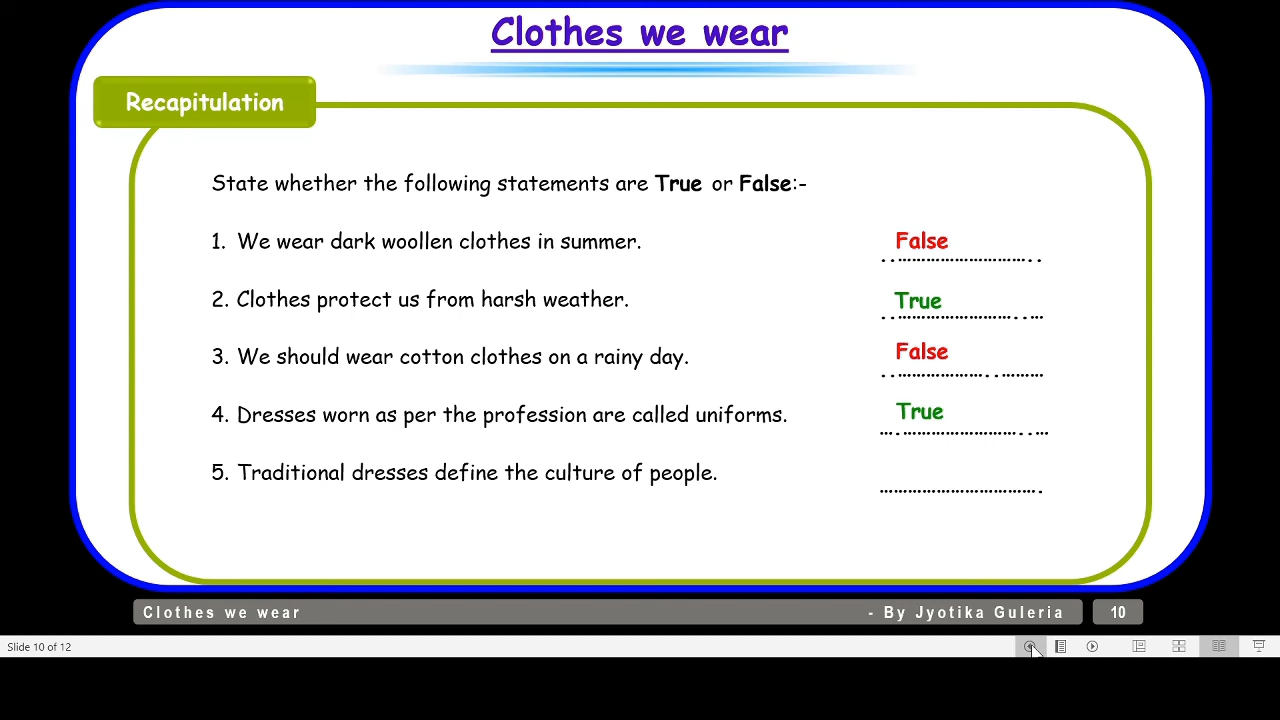 Clothes we wear
Recapitulation
State whether the following statements are True or False:-
1. We wear dark woollen clothes in summer. False
2. Clothes protect us from harsh weather. True
3. We should wear cotton clothes on a rainy day. False
4. Dresses worn as per the profession are called uniforms. True
5. Traditional dresses define the culture of people.
Clothes we wear - By Jyotika Guleria 10
Slide 10 of 12